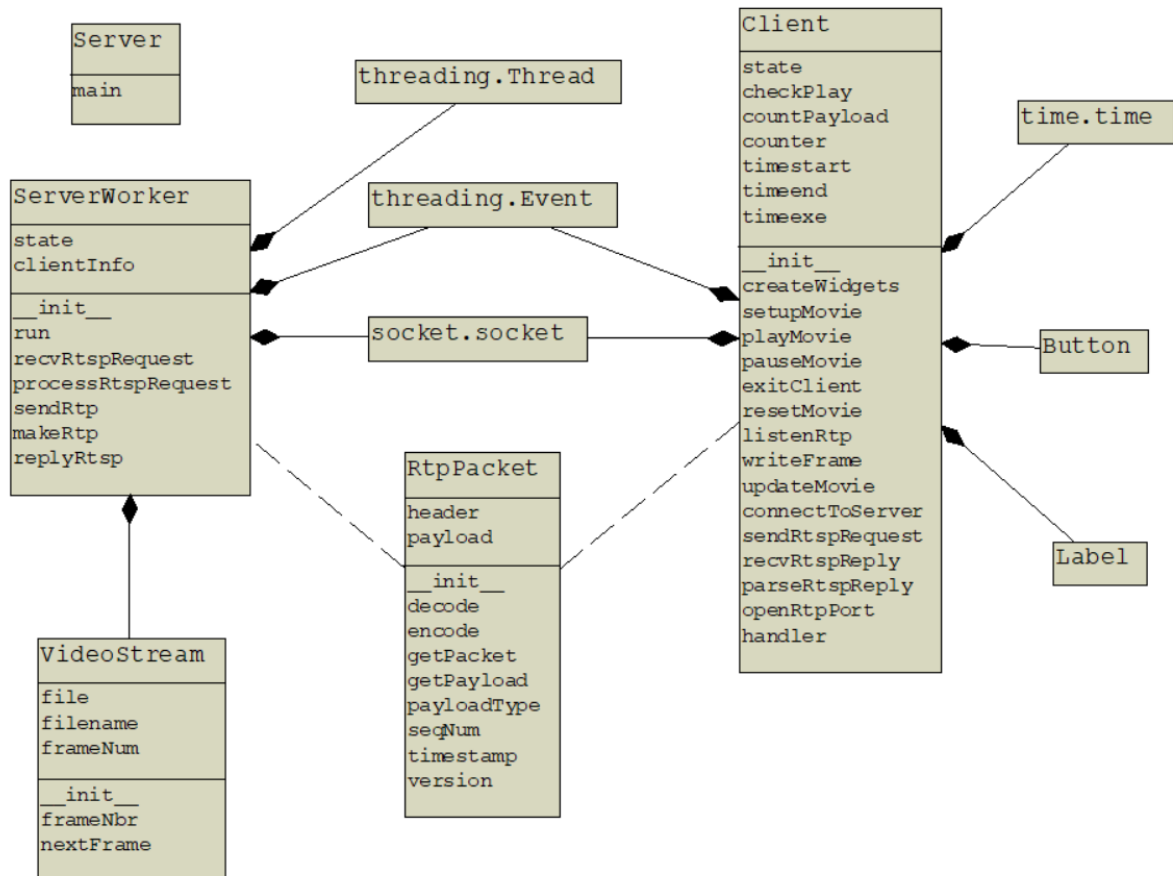 Server
main
threading.Thread
Client
state
checkPlay
countPayload
counter
timestart
timeend
timeexe
__init__
createWidgets
setupMovie
playMovie
pauseMovie
exitClient
resetMovie
listenRtp
writeFrame
updateMovie
connectToServer
sendRtspRequest
recvRtspReply
parseRtspReply
openRtpPort
handler
time.time
ServerWorker
state
clientInfo
__init__
run
recvRtspRequest
processRtspRequest
sendRtp
makeRtp
replyRtsp
threading.Event
socket.socket
Button
RtpPacket
header
payload
__init__
decode
encode
getPacket
getPayload
payloadType
seqNum
timestamp
version
Label
VideoStream
file
filename
frameNum
__init__
frameNbr
nextFrame